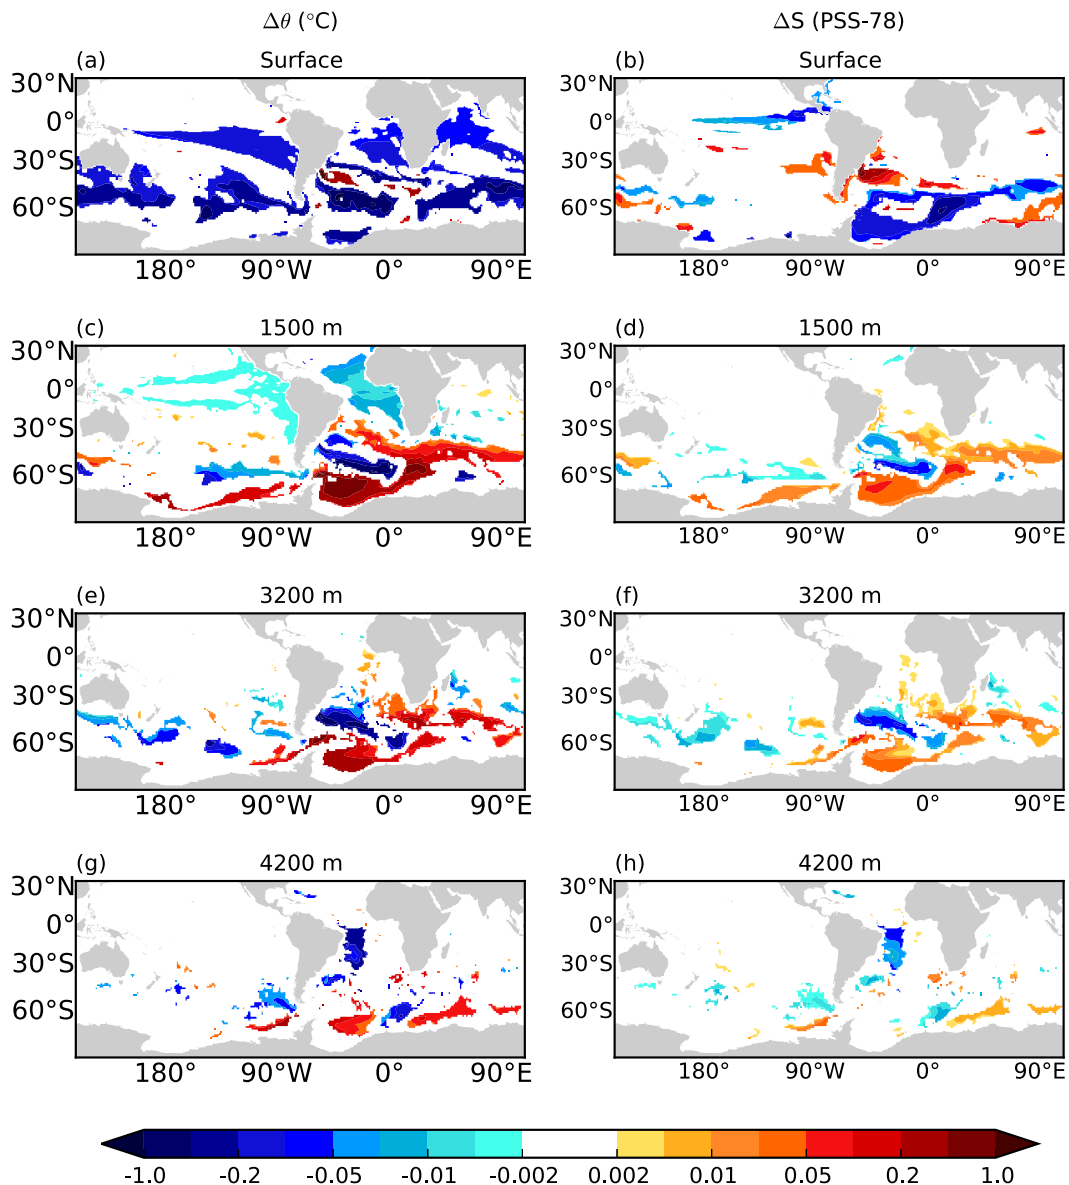 Δθ (°C) ΔS (PSS-78)
(a) Surface (b) Surface
30°N 30°N
0° 0°
30°S 30°S
60°S 60°S
180° 90°W 0° 90°E 180° 90°W 0° 90°E
(c) 1500 m (d) 1500 m
30°N 30°N
0° 0°
30°S 30°S
60°S 60°S
180° 90°W 0° 90°E 180° 90°W 0° 90°E
(e) 3200 m (f) 3200 m
30°N 30°N
0° 0°
30°S 30°S
60°S 60°S
180° 90°W 0° 90°E 180° 90°W 0° 90°E
(g) 4200 m (h) 4200 m
30°N 30°N
0° 0°
30°S 30°S
60°S 60°S
180° 90°W 0° 90°E 180° 90°W 0° 90°E
-1.0 -0.2 -0.05 -0.01 -0.002 0.002 0.01 0.05 0.2 1.0